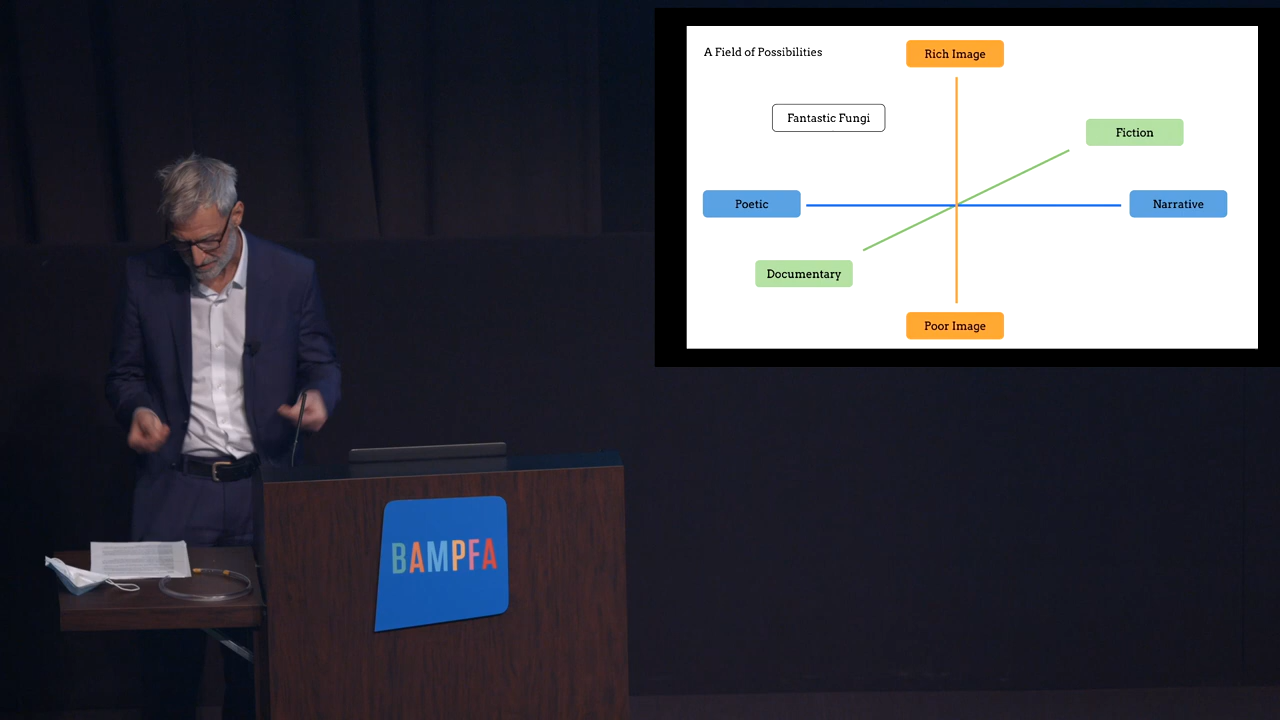 A Field of Possibilities
Rich Image
Fantastic Fungi
Fiction
Poetic
Narrative
Documentary
Poor Image
BAMPFA